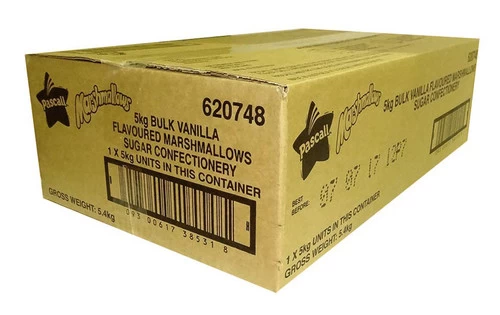 Pascall
Marshmallows
620748
5kg BULK VANILLA
FLAVOURED MARSHMALLOWS
SUGAR CONFECTIONERY
1 X 5kg UNITS IN THIS CONTAINER
GROSS WEIGHT: 5.4kg
Pascall
Marshmallows
5kg BULK VANILLA FLAVOURED MARSHMALLOWS
SUGAR CONFECTIONERY
BEST
BEFORE:
1 X 5kg UNITS IN THIS CONTAINER
GROSS WEIGHT: 5.4kg